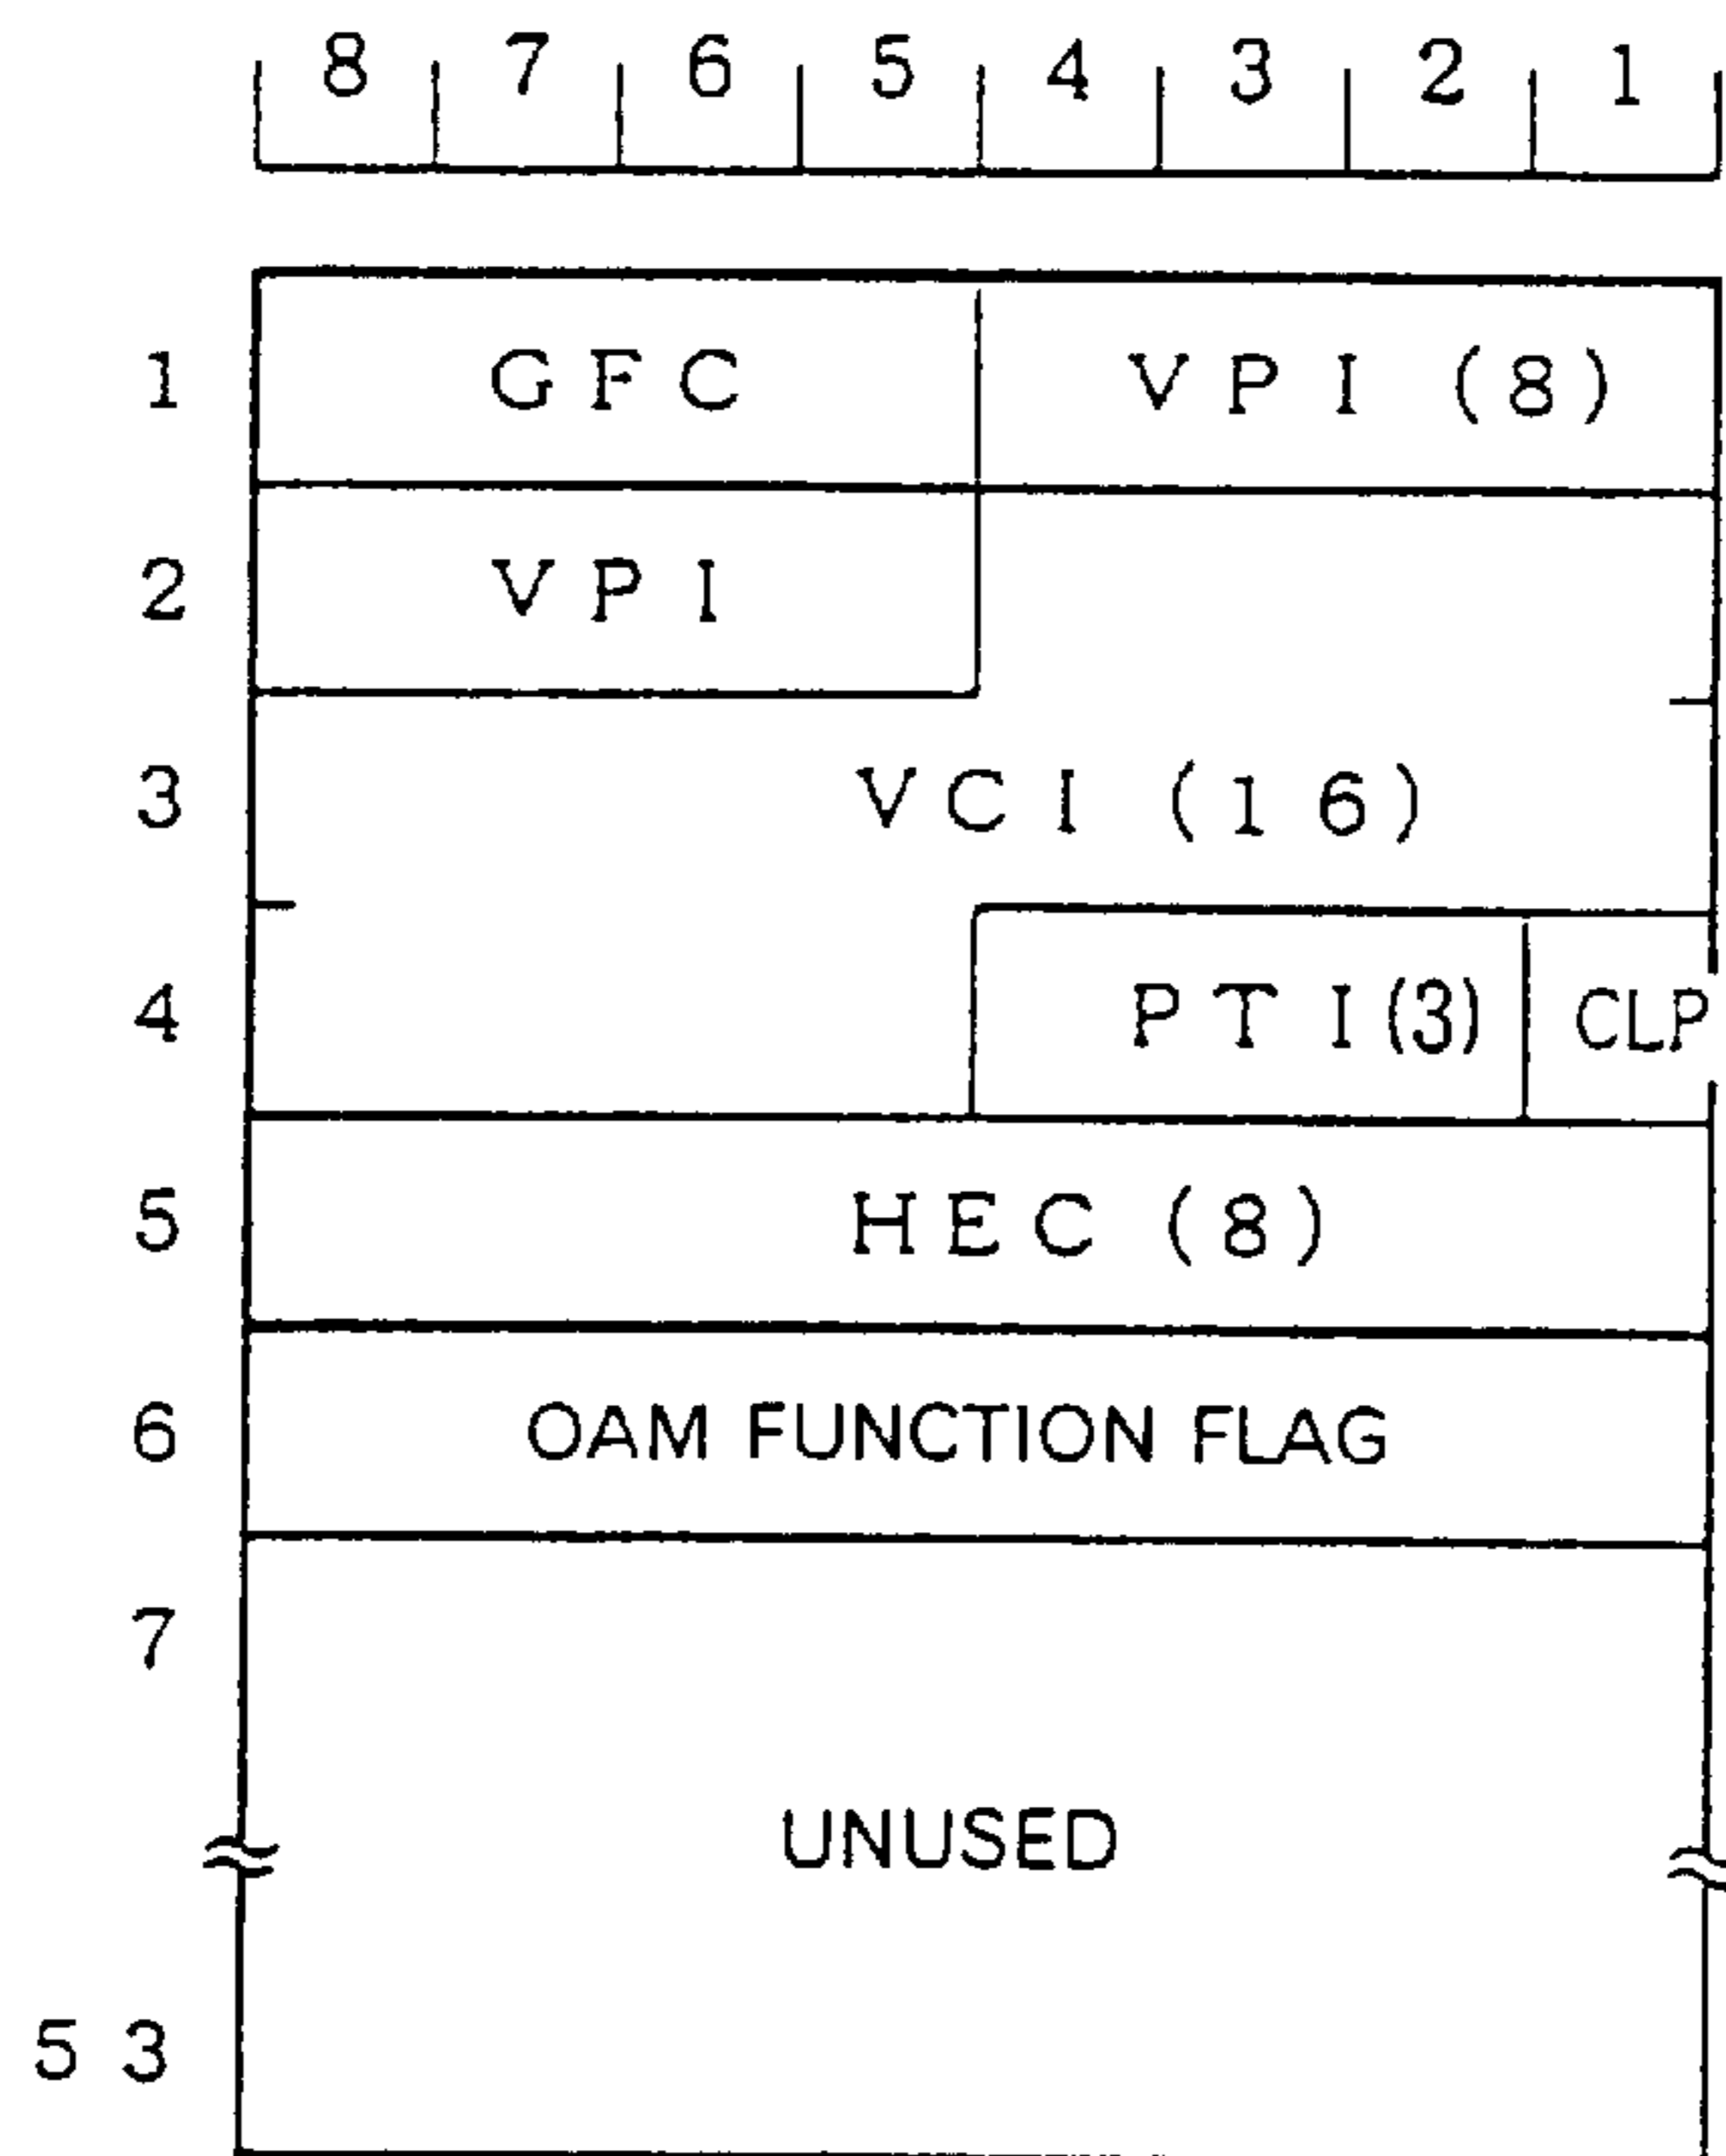 8 7 6 5 4 3 2 1
1 GFC VPI (8)
2 VPI
3 VCI (16)
4 PTI(3) CLP
5 HEC (8)
6 OAM FUNCTION FLAG
7
UNUSED
53